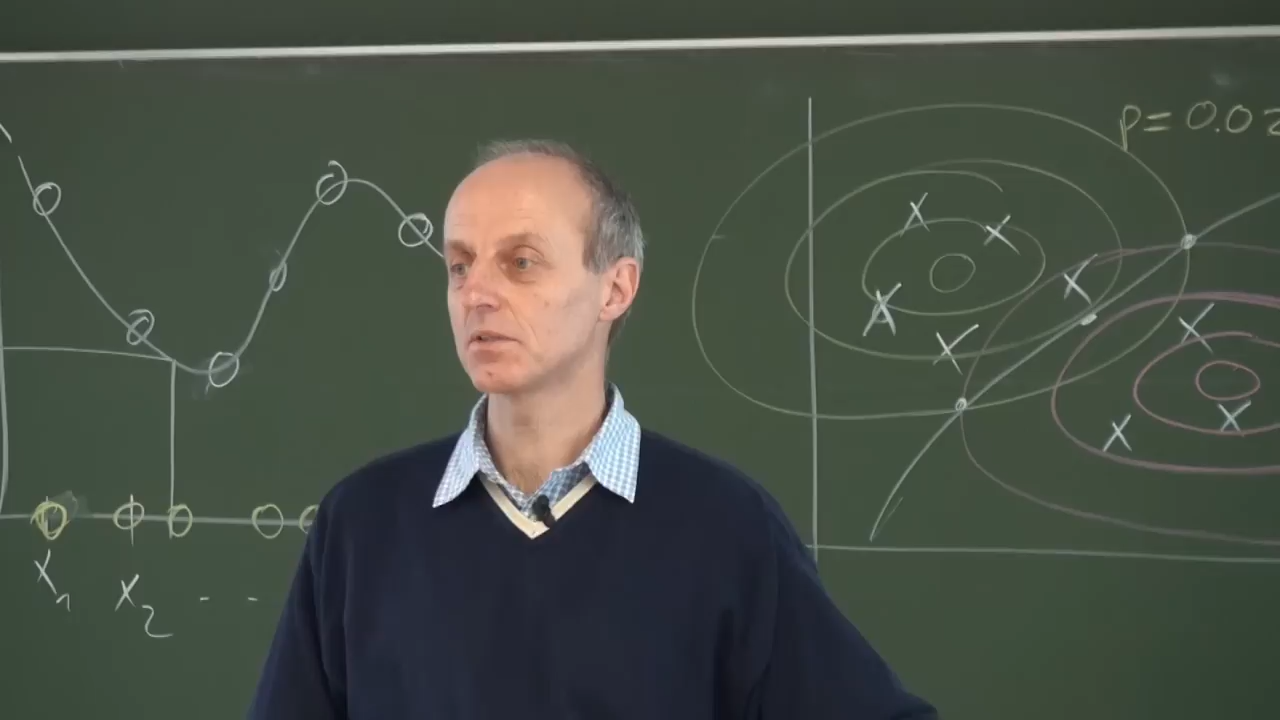 p = 0.02
x₁ x₂ - -